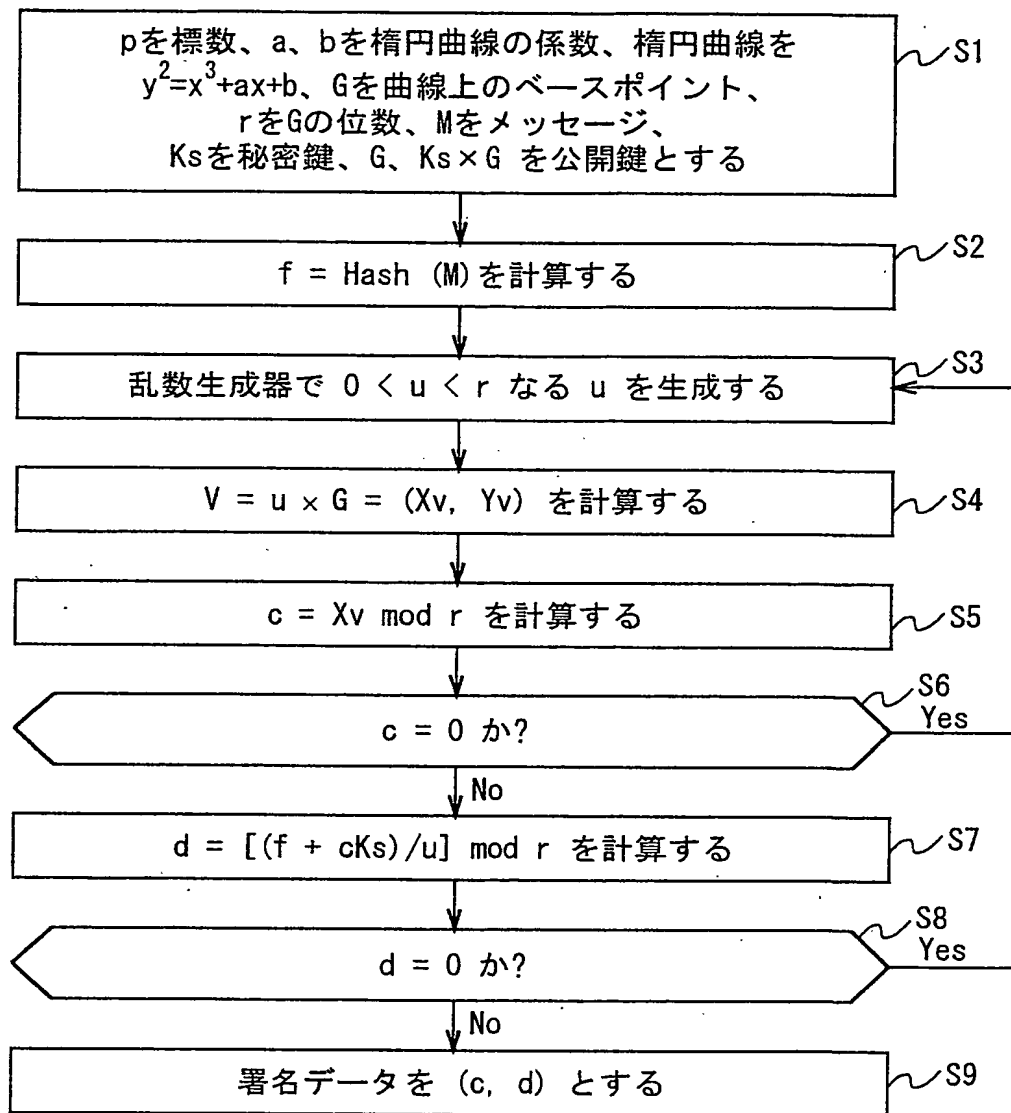 pを標数、a、bを楕円曲線の係数、楕円曲線を
y²=x³+ax+b、Gを曲線上のベースポイント、
rをGの位数、Mをメッセージ、
Ksを秘密鍵、G、Ks×G を公開鍵とする
S1
f = Hash (M)を計算する
S2
乱数生成器で 0 < u < r なる u を生成する
S3
V = u × G = (Xv, Yv) を計算する
S4
c = Xv mod r を計算する
S5
c = 0 か?
S6
Yes
No
d = [(f + cKs)/u] mod r を計算する
S7
d = 0 か?
S8
Yes
No
署名データを (c, d) とする
S9